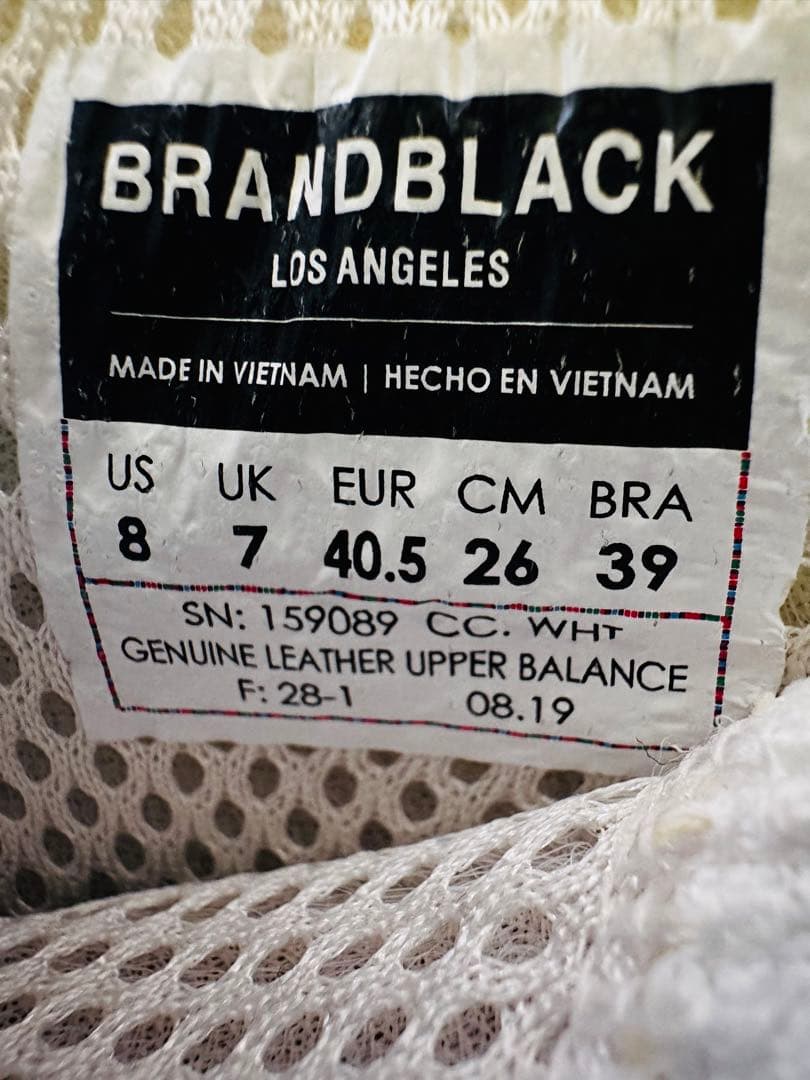 BRANDBLACK
LOS ANGELES
MADE IN VIETNAM | HECHO EN VIETNAM
US UK EUR CM BRA
8 7 40.5 26 39
SN: 159089 CC. WHT
GENUINE LEATHER UPPER BALANCE
F: 28-1 08.19